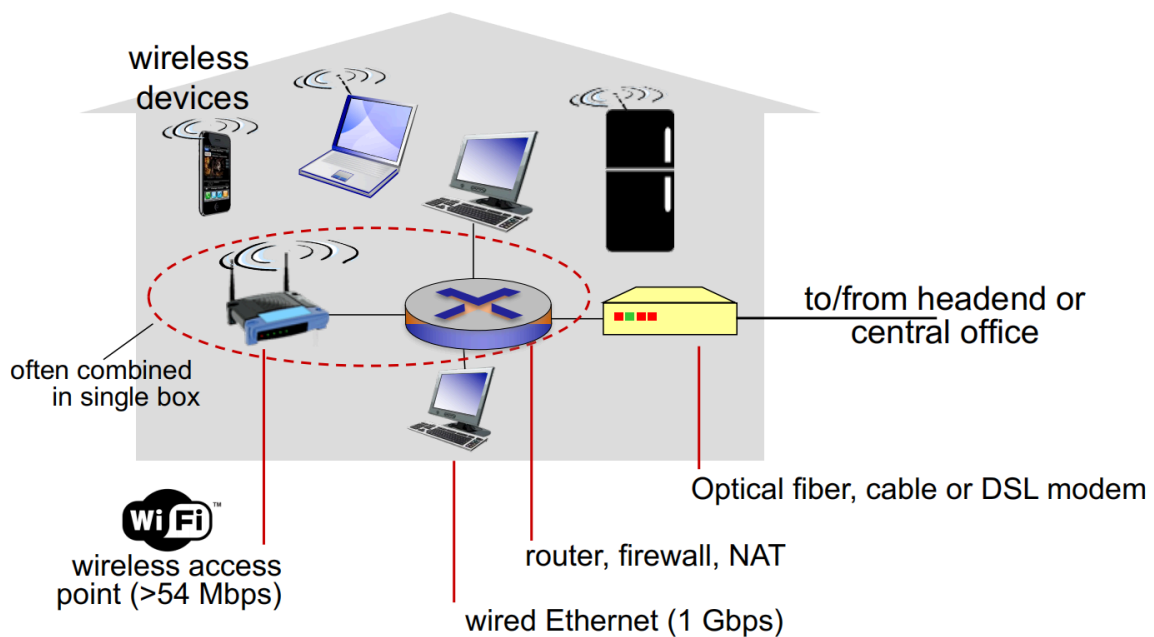 wireless
devices
to/from headend or
central office
often combined
in single box
Optical fiber, cable or DSL modem
WiFi™
wireless access
point (>54 Mbps)
router, firewall, NAT
wired Ethernet (1 Gbps)